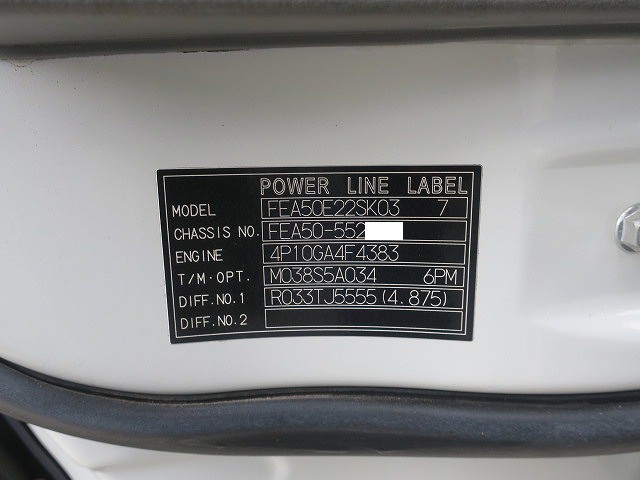 POWER LINE LABEL
MODEL FEA50E22SK03 7
CHASSIS NO. FEA50-552
ENGINE 4P10GA4F4383
T/M·OPT. M038S5A034 6PM
DIFF.NO.1 R033TJ5555(4.875)
DIFF.NO.2